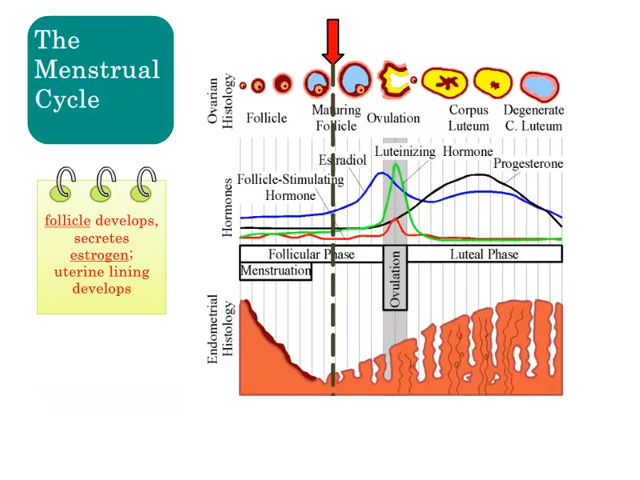 The
Menstrual
Cycle
follicle develops,
secretes
estrogen;
uterine lining
develops
Ovarian
Histology
Follicle
Maturing
Follicle
Ovulation
Corpus
Luteum
Degenerate
C. Luteum
Hormones
Estradiol
Luteinizing Hormone
Progesterone
Follicle-Stimulating
Hormone
Follicular Phase
Luteal Phase
Menstruation
Ovulation
Endometrial
Histology